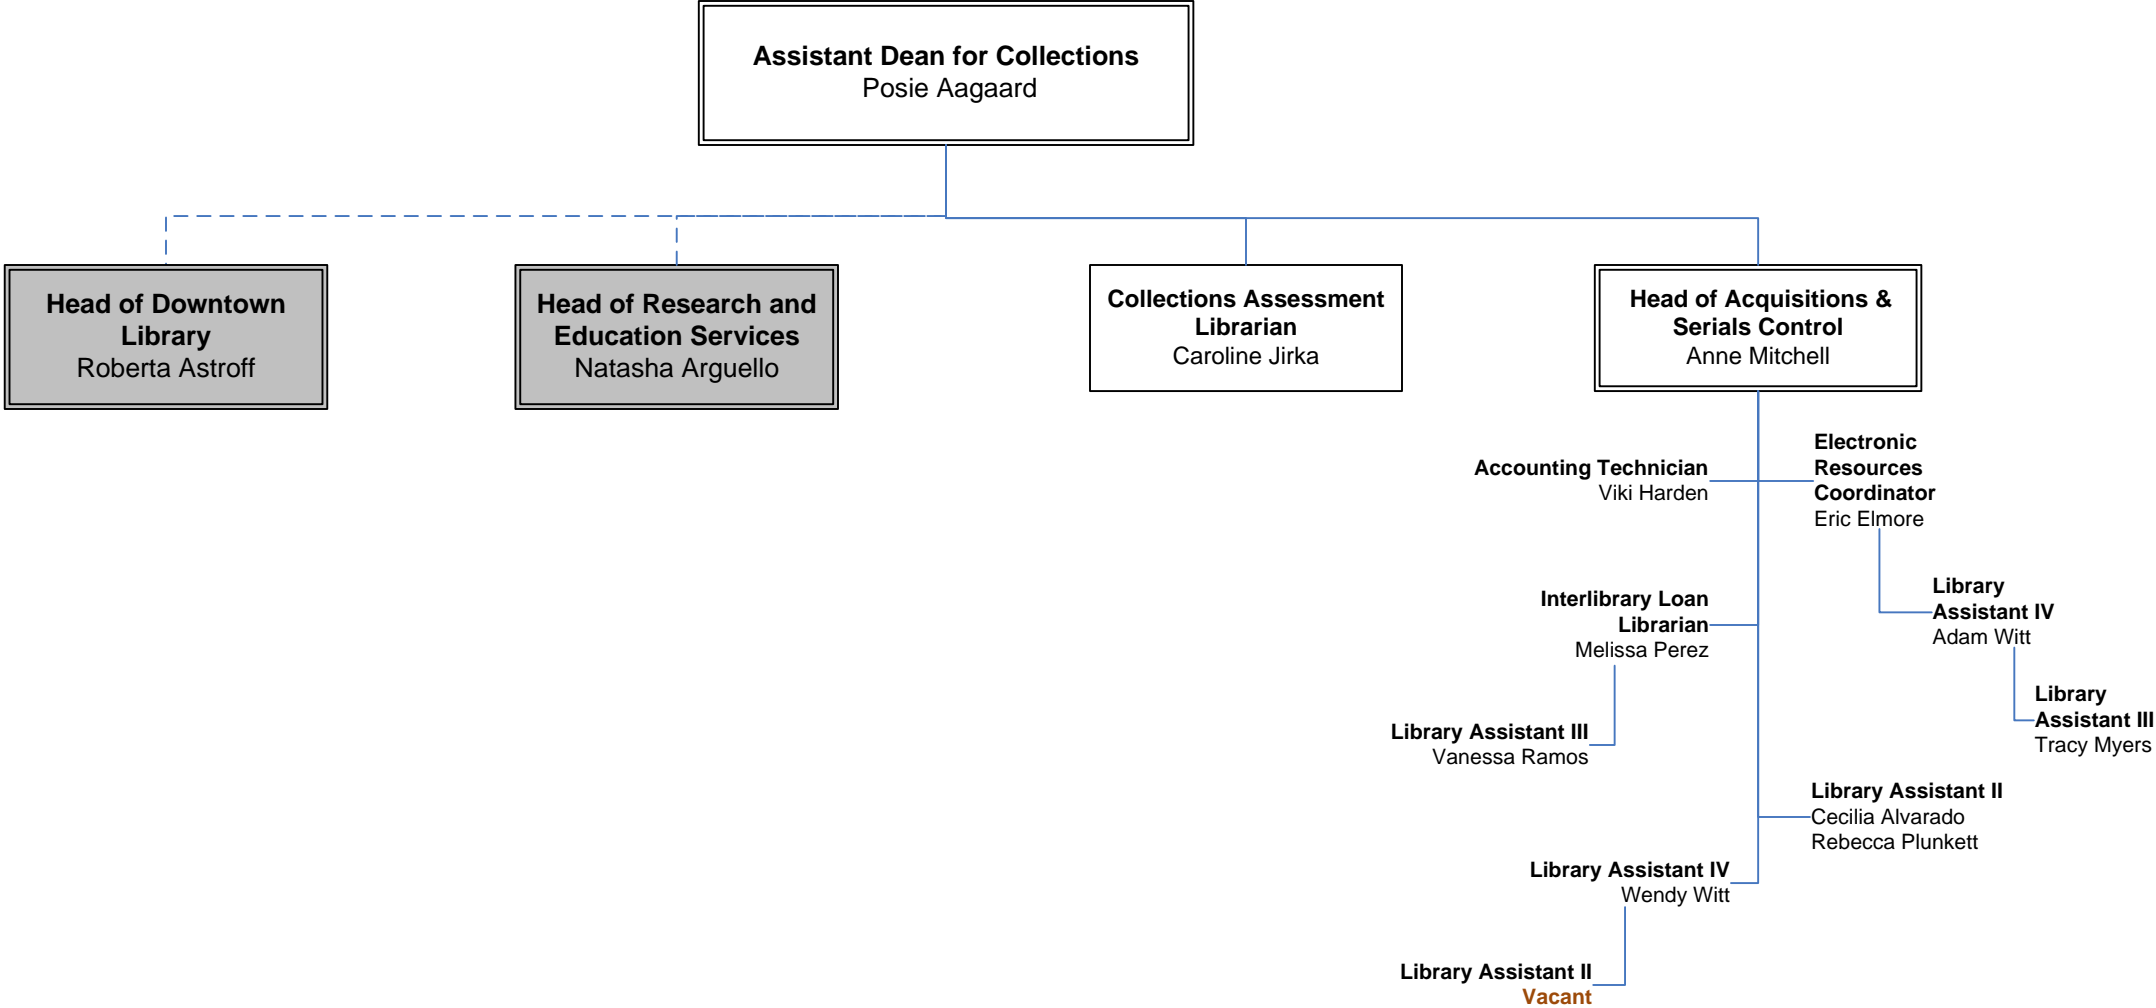 Assistant Dean for Collections
Posie Aagaard
Head of Downtown
Library
Roberta Astroff
Head of Research and
Education Services
Natasha Arguello
Collections Assessment
Librarian
Caroline Jirka
Head of Acquisitions &
Serials Control
Anne Mitchell
Accounting Technician
Viki Harden
Electronic
Resources
Coordinator
Eric Elmore
Interlibrary Loan
Librarian
Melissa Perez
Library
Assistant IV
Adam Witt
Library Assistant III
Vanessa Ramos
Library
Assistant III
Tracy Myers
Library Assistant II
Cecilia Alvarado
Rebecca Plunkett
Library Assistant IV
Wendy Witt
Library Assistant II
Vacant